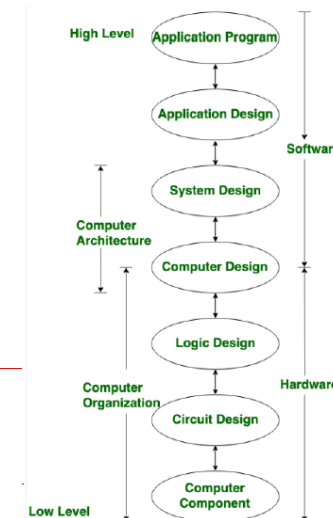 High Level
Application Program
Application Design
Softwar
System Design
Computer
Architecture
Computer Design
Logic Design
Computer
Organization
Hardware
Circuit Design
Computer
Component
Low Level